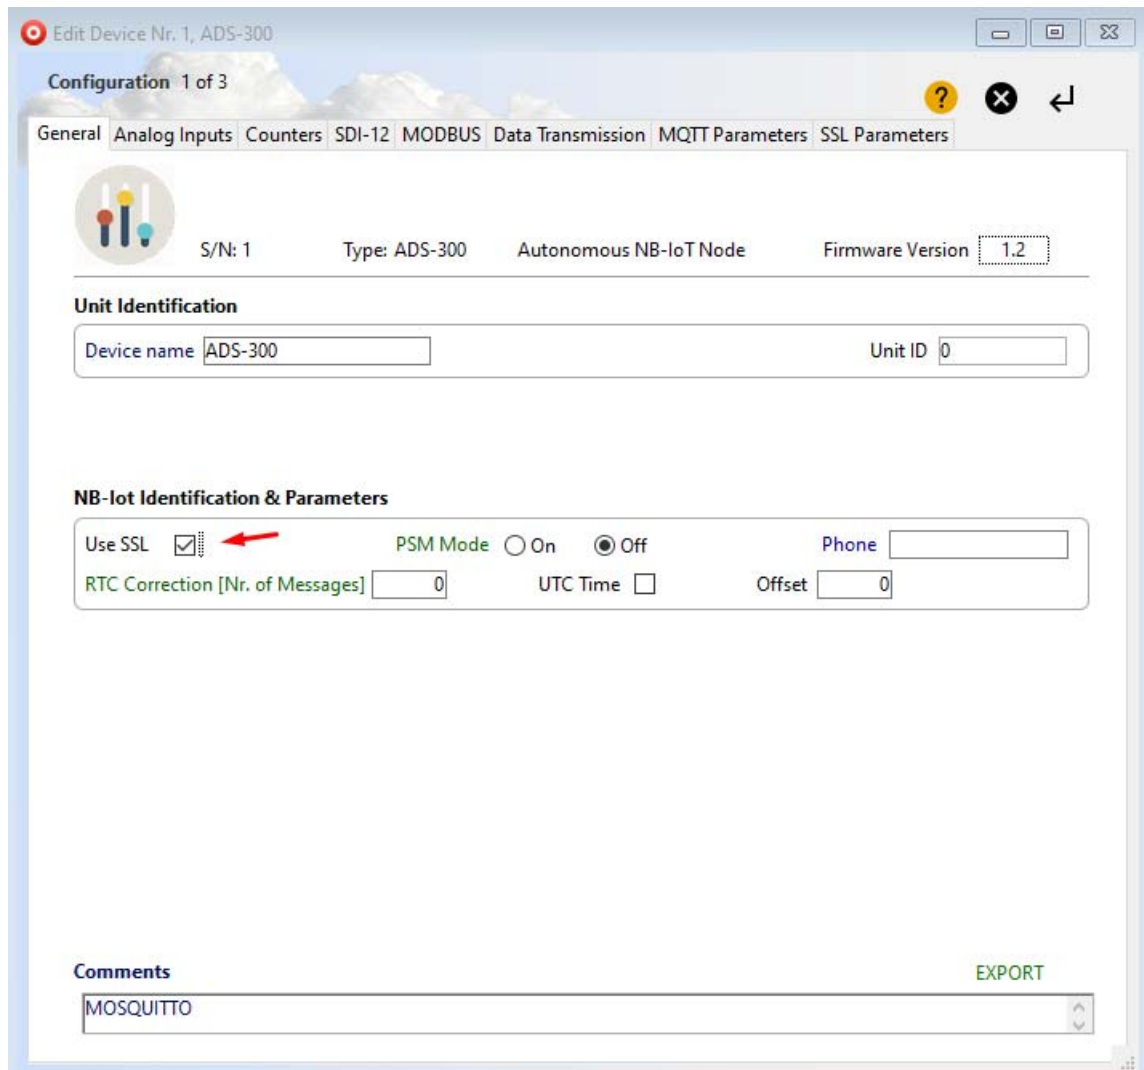 Edit Device Nr. 1, ADS-300
Configuration 1 of 3
?
General Analog Inputs Counters SDI-12 MODBUS Data Transmission MQTT Parameters SSL Parameters
S/N: 1 Type: ADS-300 Autonomous NB-IoT Node Firmware Version 1.2
Unit Identification
Device name ADS-300 Unit ID 0
NB-Iot Identification & Parameters
Use SSL PSM Mode On Off Phone
RTC Correction [Nr. of Messages] 0 UTC Time Offset 0
Comments EXPORT
MOSQUITTO